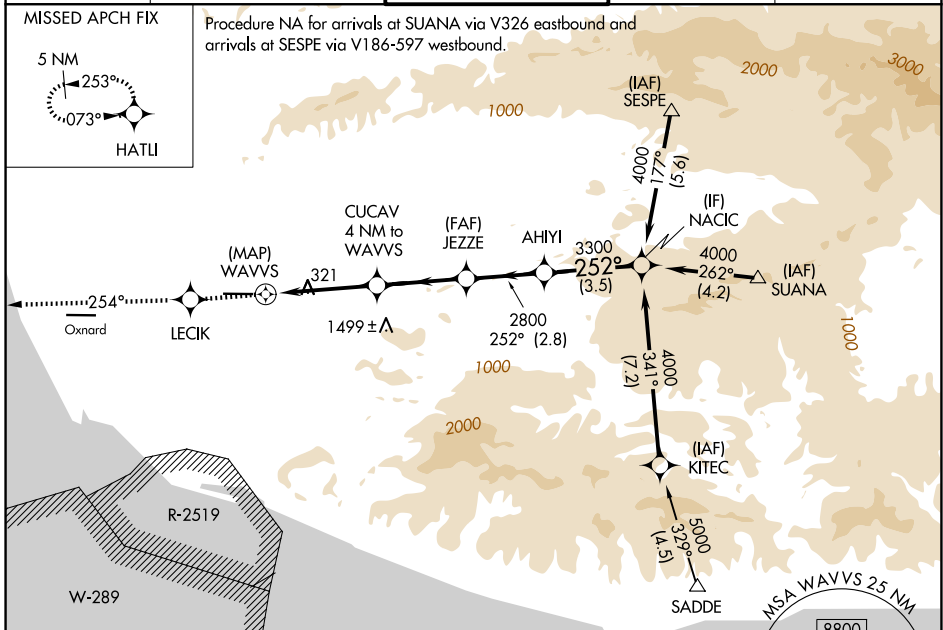 MISSED APCH FIX
5 NM
253°
073°
HATLI
Procedure NA for arrivals at SUANA via V326 eastbound and
arrivals at SESPE via V186-597 westbound.
1000
2000
3000
(IAF)
SESPE
4000
177°
(5.6)
(IF)
NACIC
4000
262°
(4.2)
(IAF)
SUANA
CUCAV
4 NM to
WAVVS
(FAF)
JEZZE
AHIYI
3300
252°
(3.5)
(MAP)
WAVVS
321
254°
Oxnard
LECIK
1499 ±
2800
252° (2.8)
1000
1000
4000
341°
(7.2)
2000
(IAF)
KITEC
R-2519
5000
329°
(4.5)
W-289
SADDE
MSA WAVVS 25 NM
8800